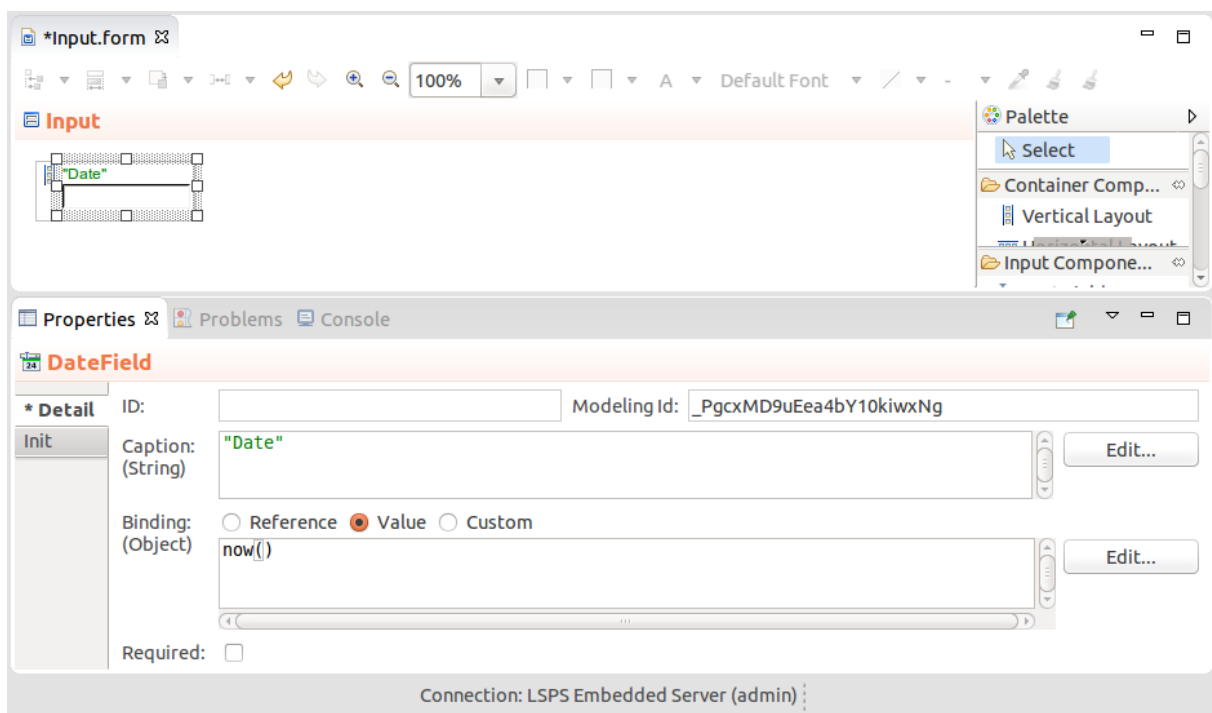 *Input.form
100% A Default Font -
Input
Palette
Select
"Date"
Container Comp...
Vertical Layout
Input Compone...
Properties Problems Console
DateField
* Detail ID: Modeling Id: _PgcxMD9uEea4bY10kiwxNg
Init Caption: "Date" Edit...
(String)
Binding: Reference Value Custom
(Object) now() Edit...
Required:
Connection: LSPS Embedded Server (admin)